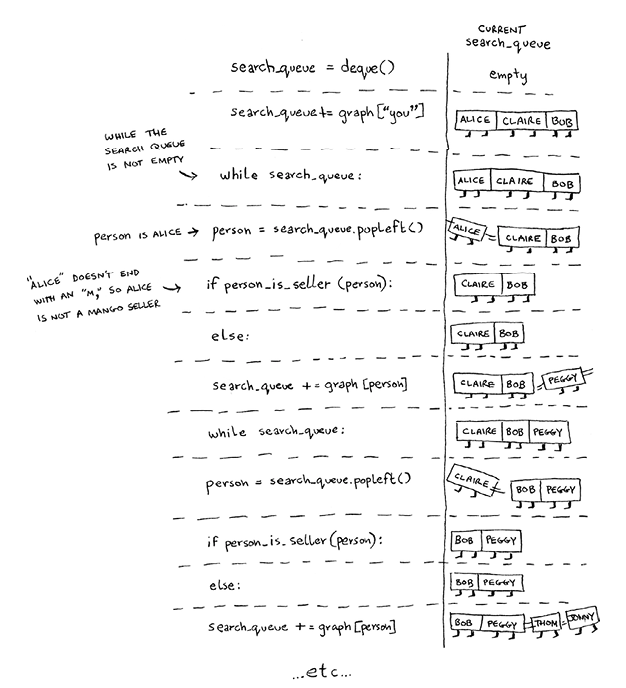 CURRENT
search_queue
search_queue = deque()
empty
search_queue += graph["you"]
ALICE CLAIRE BOB
WHILE THE
SEARCH QUEUE
IS NOT EMPTY
while search_queue:
ALICE CLAIRE BOB
person IS ALICE → person = search_queue.popleft()
ALICE CLAIRE BOB
"ALICE" DOESN'T END
WITH AN "M," SO ALICE
IS NOT A MANGO SELLER
if person_is_seller (person):
CLAIRE BOB
else:
CLAIRE BOB
search_queue += graph [person]
CLAIRE BOB PEGGY
while search_queue:
CLAIRE BOB PEGGY
person = search_queue.popleft()
CLAIRE BOB PEGGY
if person_is_seller (person):
BOB PEGGY
else:
BOB PEGGY
search_queue += graph [person]
BOB PEGGY THOM JONNY
...etc...